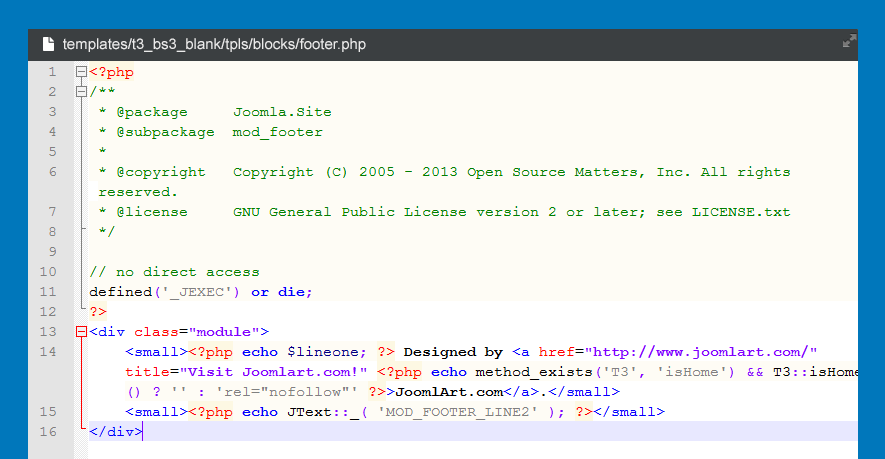 templates/t3_bs3_blank/tpls/blocks/footer.php
1 <?php
2 /**
3 * @package Joomla.Site
4 * @subpackage mod_footer
5 *
6 * @copyright Copyright (C) 2005 - 2013 Open Source Matters, Inc. All rights
reserved.
7 * @license GNU General Public License version 2 or later; see LICENSE.txt
8 */
9
10 // no direct access
11 defined('_JEXEC') or die;
12 ?>
13 <div class="module">
14 <small><?php echo $lineone; ?> Designed by <a href="http://www.joomlart.com/"
title="Visit Joomlart.com!" <?php echo method_exists('T3', 'isHome') && T3::isHome
() ? '' : 'rel="nofollow"' ?>>JoomlArt.com</a>.</small>
15 <small><?php echo JText::_( 'MOD_FOOTER_LINE2' ); ?></small>
16 </div>